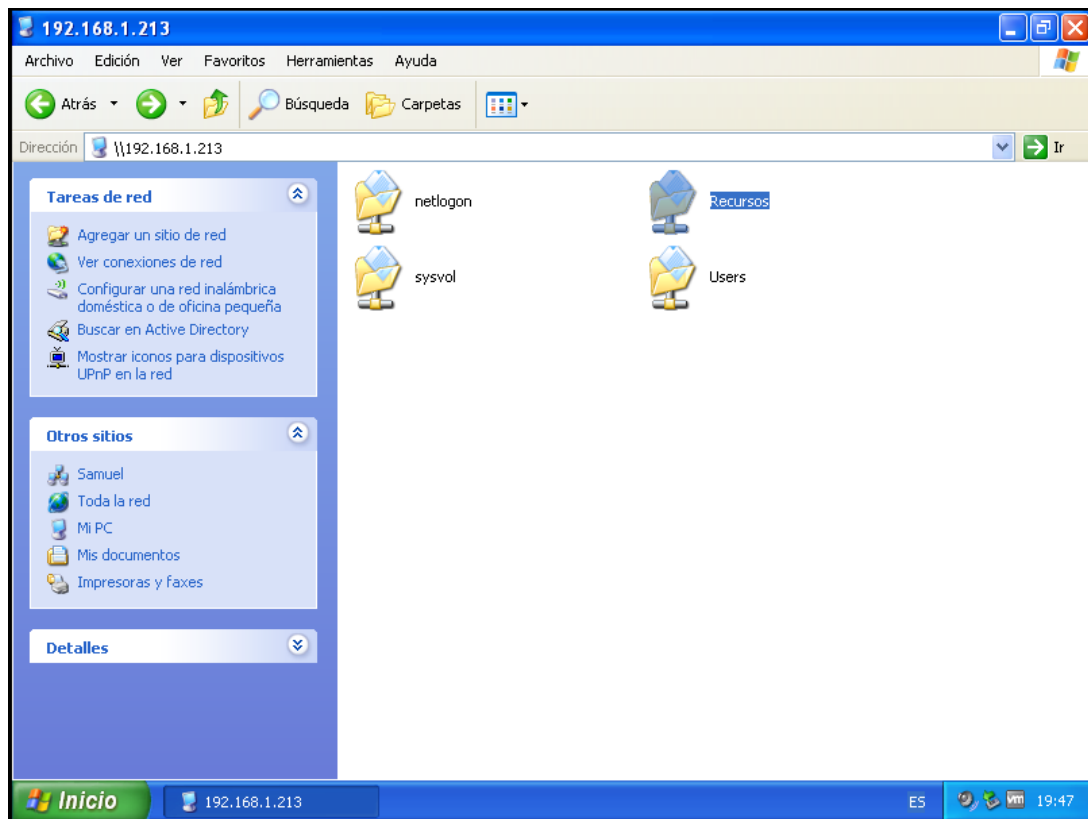 192.168.1.213
Archivo Edición Ver Favoritos Herramientas Ayuda
Atrás Búsqueda Carpetas
Dirección \\192.168.1.213 Ir
Tareas de red
Agregar un sitio de red
Ver conexiones de red
Configurar una red inalámbrica
doméstica o de oficina pequeña
Buscar en Active Directory
Mostrar iconos para dispositivos
UPnP en la red
Otros sitios
Samuel
Toda la red
Mi PC
Mis documentos
Impresoras y faxes
Detalles
netlogon Recursos
sysvol Users
Inicio 192.168.1.213 ES vm 19:47